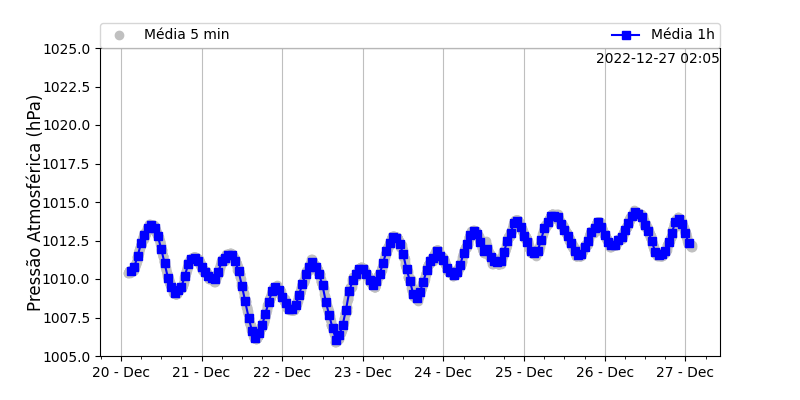 Média 5 min
Média 1h
2022-12-27 02:05
Pressão Atmosférica (hPa)
1025.0
1022.5
1020.0
1017.5
1015.0
1012.5
1010.0
1007.5
1005.0
20 - Dec
21 - Dec
22 - Dec
23 - Dec
24 - Dec
25 - Dec
26 - Dec
27 - Dec